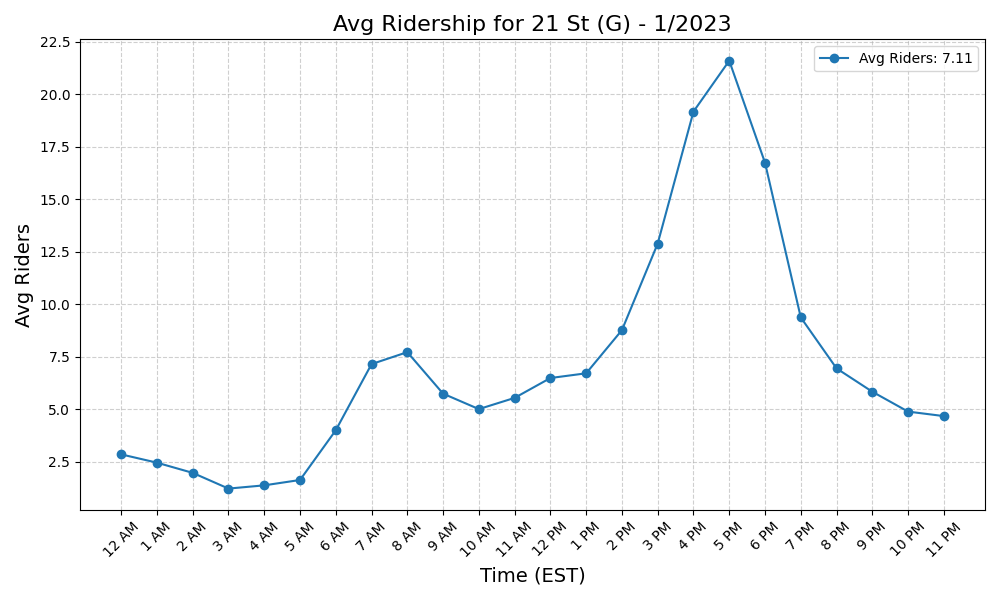 Avg Ridership for 21 St (G) - 1/2023
Avg Riders: 7.11
Avg Riders
22.5
20.0
17.5
15.0
12.5
10.0
7.5
5.0
2.5
12 AM
1 AM
2 AM
3 AM
4 AM
5 AM
6 AM
7 AM
8 AM
9 AM
10 AM
11 AM
12 PM
1 PM
2 PM
3 PM
4 PM
5 PM
6 PM
7 PM
8 PM
9 PM
10 PM
11 PM
Time (EST)